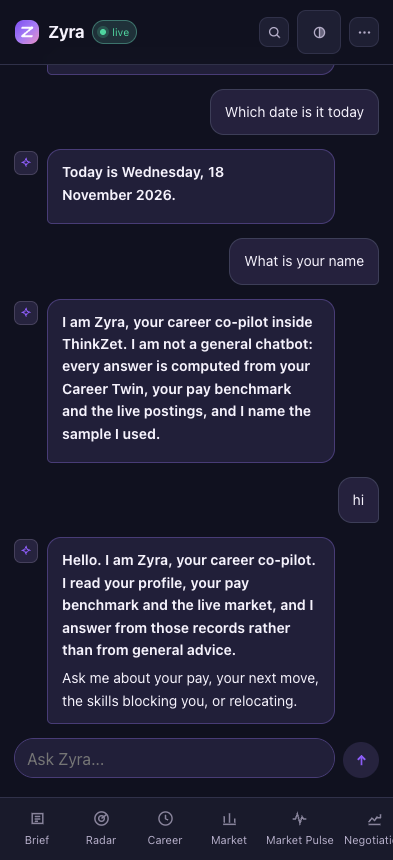 Zyra
live
Which date is it today
Today is Wednesday, 18
November 2026.
What is your name
I am Zyra, your career co-pilot inside
ThinkZet. I am not a general chatbot:
every answer is computed from your
Career Twin, your pay benchmark
and the live postings, and I name the
sample I used.
hi
Hello. I am Zyra, your career co-pilot.
I read your profile, your pay
benchmark and the live market, and I
answer from those records rather
than from general advice.
Ask me about your pay, your next move,
the skills blocking you, or relocating.
Ask Zyra...
Brief
Radar
Career
Market
Market Pulse
Negotiati